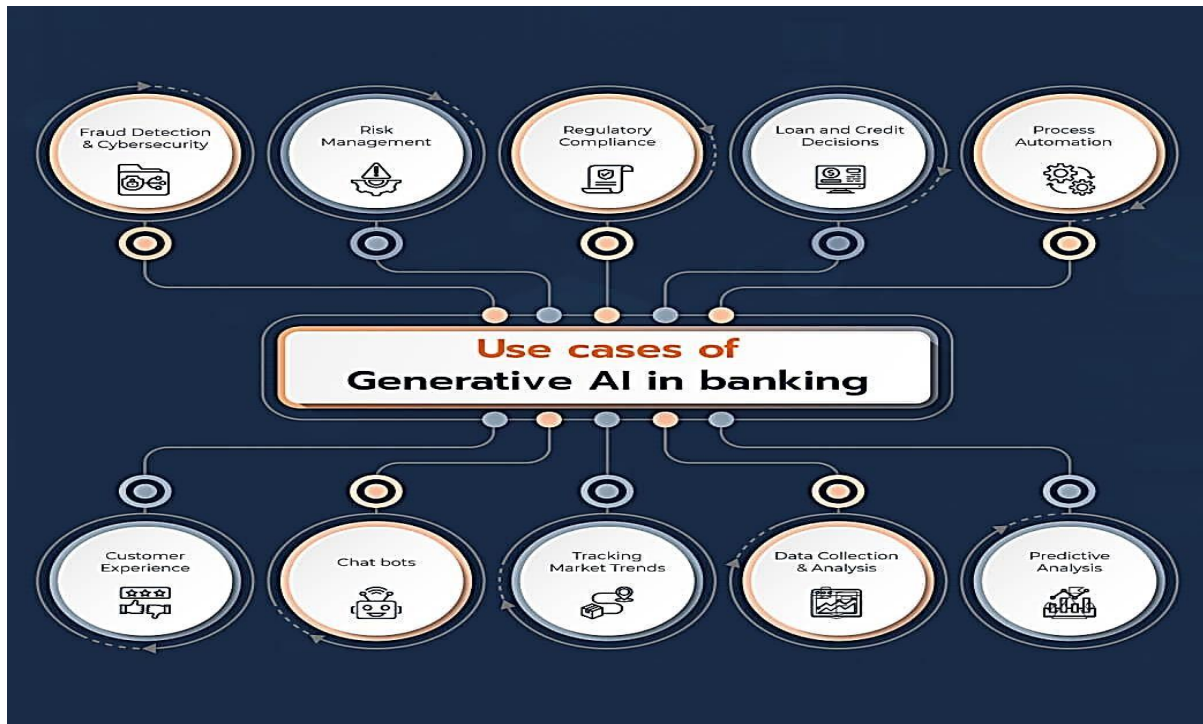 Fraud Detection
& Cybersecurity
Risk
Management
Regulatory
Compliance
Loan and Credit
Decisions
Process
Automation
Use cases of
Generative AI in banking
Customer
Experience
Chat bots
Tracking
Market Trends
Data Collection
& Analysis
Predictive
Analysis